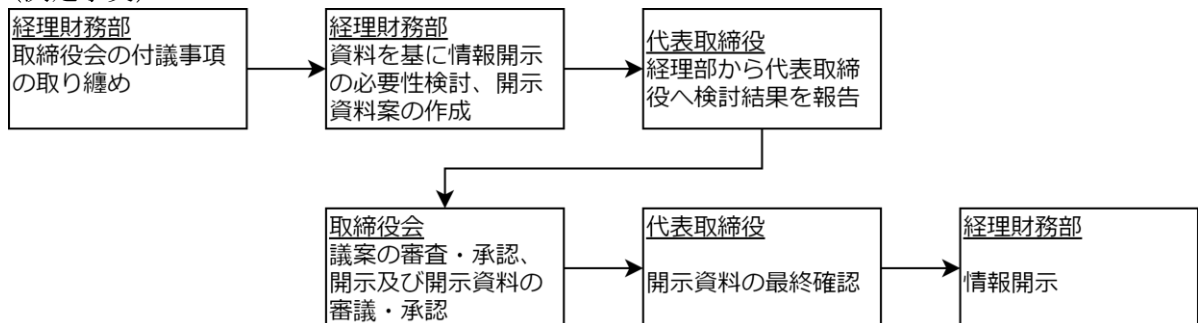 経理財務部
取締役会の付議事項
の取り纏め
経理財務部
資料を基に情報開示
の必要性検討、開示
資料案の作成
代表取締役
経理部から代表取締
役へ検討結果を報告
取締役会
議案の審査・承認、
開示及び開示資料の
審議・承認
代表取締役
開示資料の最終確認
経理財務部
情報開示